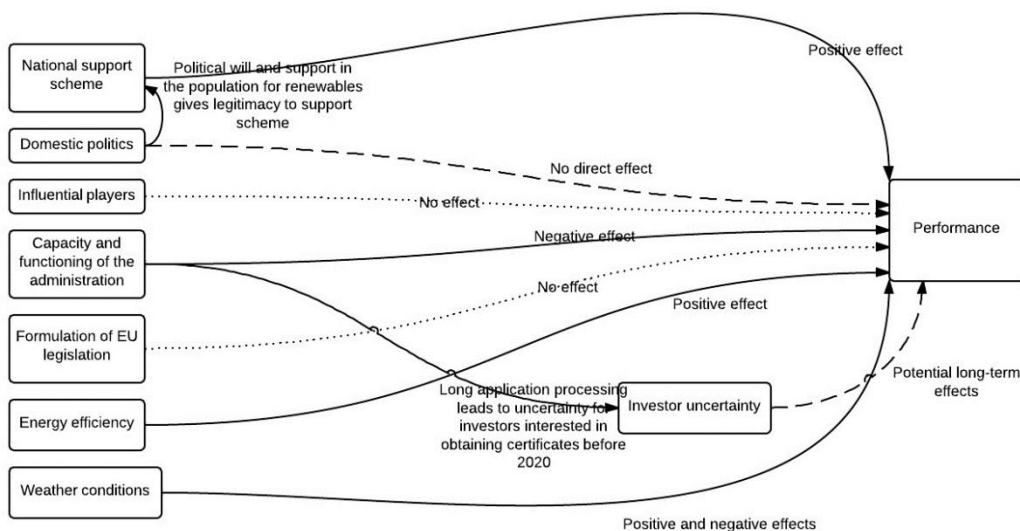 National support
scheme
Positive effect
Political will and support in
the population for renewables
gives legitimacy to support
scheme
Domestic politics
No direct effect
Influential players
No effect
Performance
Capacity and
functioning of the
administration
Negative effect
No effect
Positive effect
Formulation of EU
legislation
Potential long-term
effects
Long application processing
leads to uncertainty for
investors interested in
obtaining certificates before
2020
Investor uncertainty
Energy efficiency
Weather conditions
Positive and negative effects